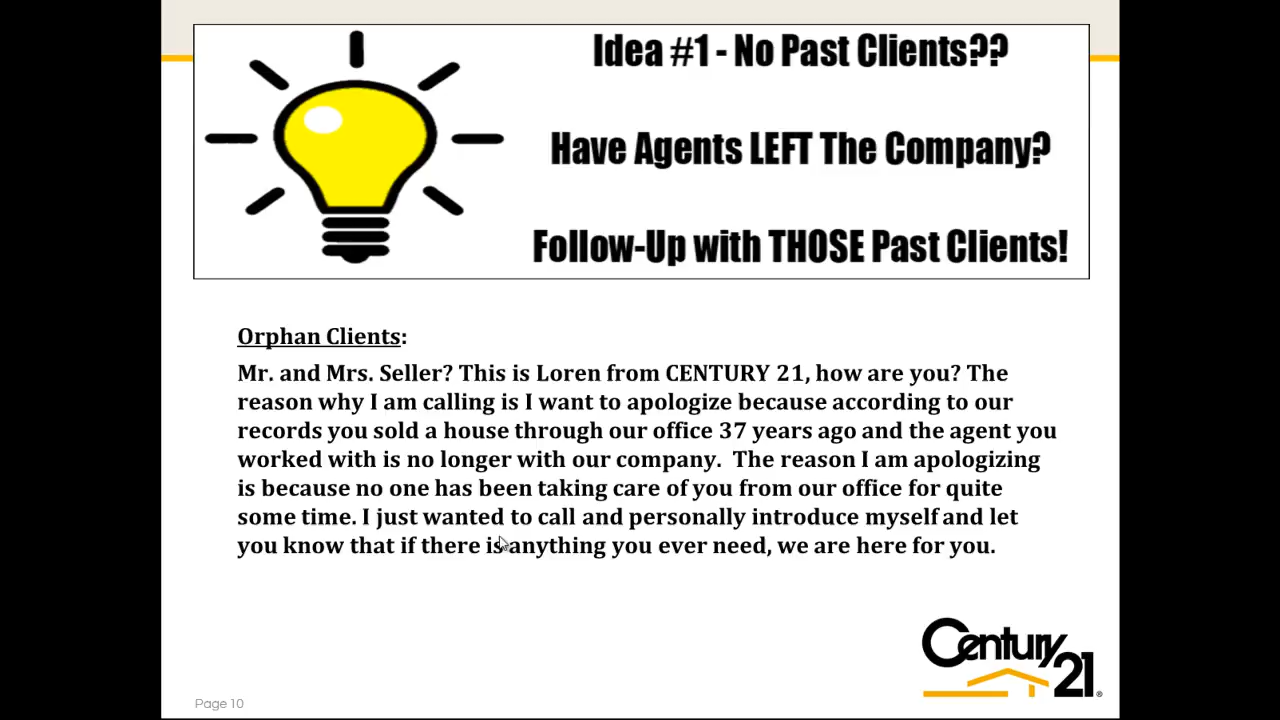 Idea #1 - No Past Clients??
Have Agents LEFT The Company?
Follow-Up with THOSE Past Clients!
Orphan Clients:
Mr. and Mrs. Seller? This is Loren from CENTURY 21, how are you? The
reason why I am calling is I want to apologize because according to our
records you sold a house through our office 37 years ago and the agent you
worked with is no longer with our company.  The reason I am apologizing
is because no one has been taking care of you from our office for quite
some time. I just wanted to call and personally introduce myself and let
you know that if there is anything you ever need, we are here for you.
Century
21®
Page 10